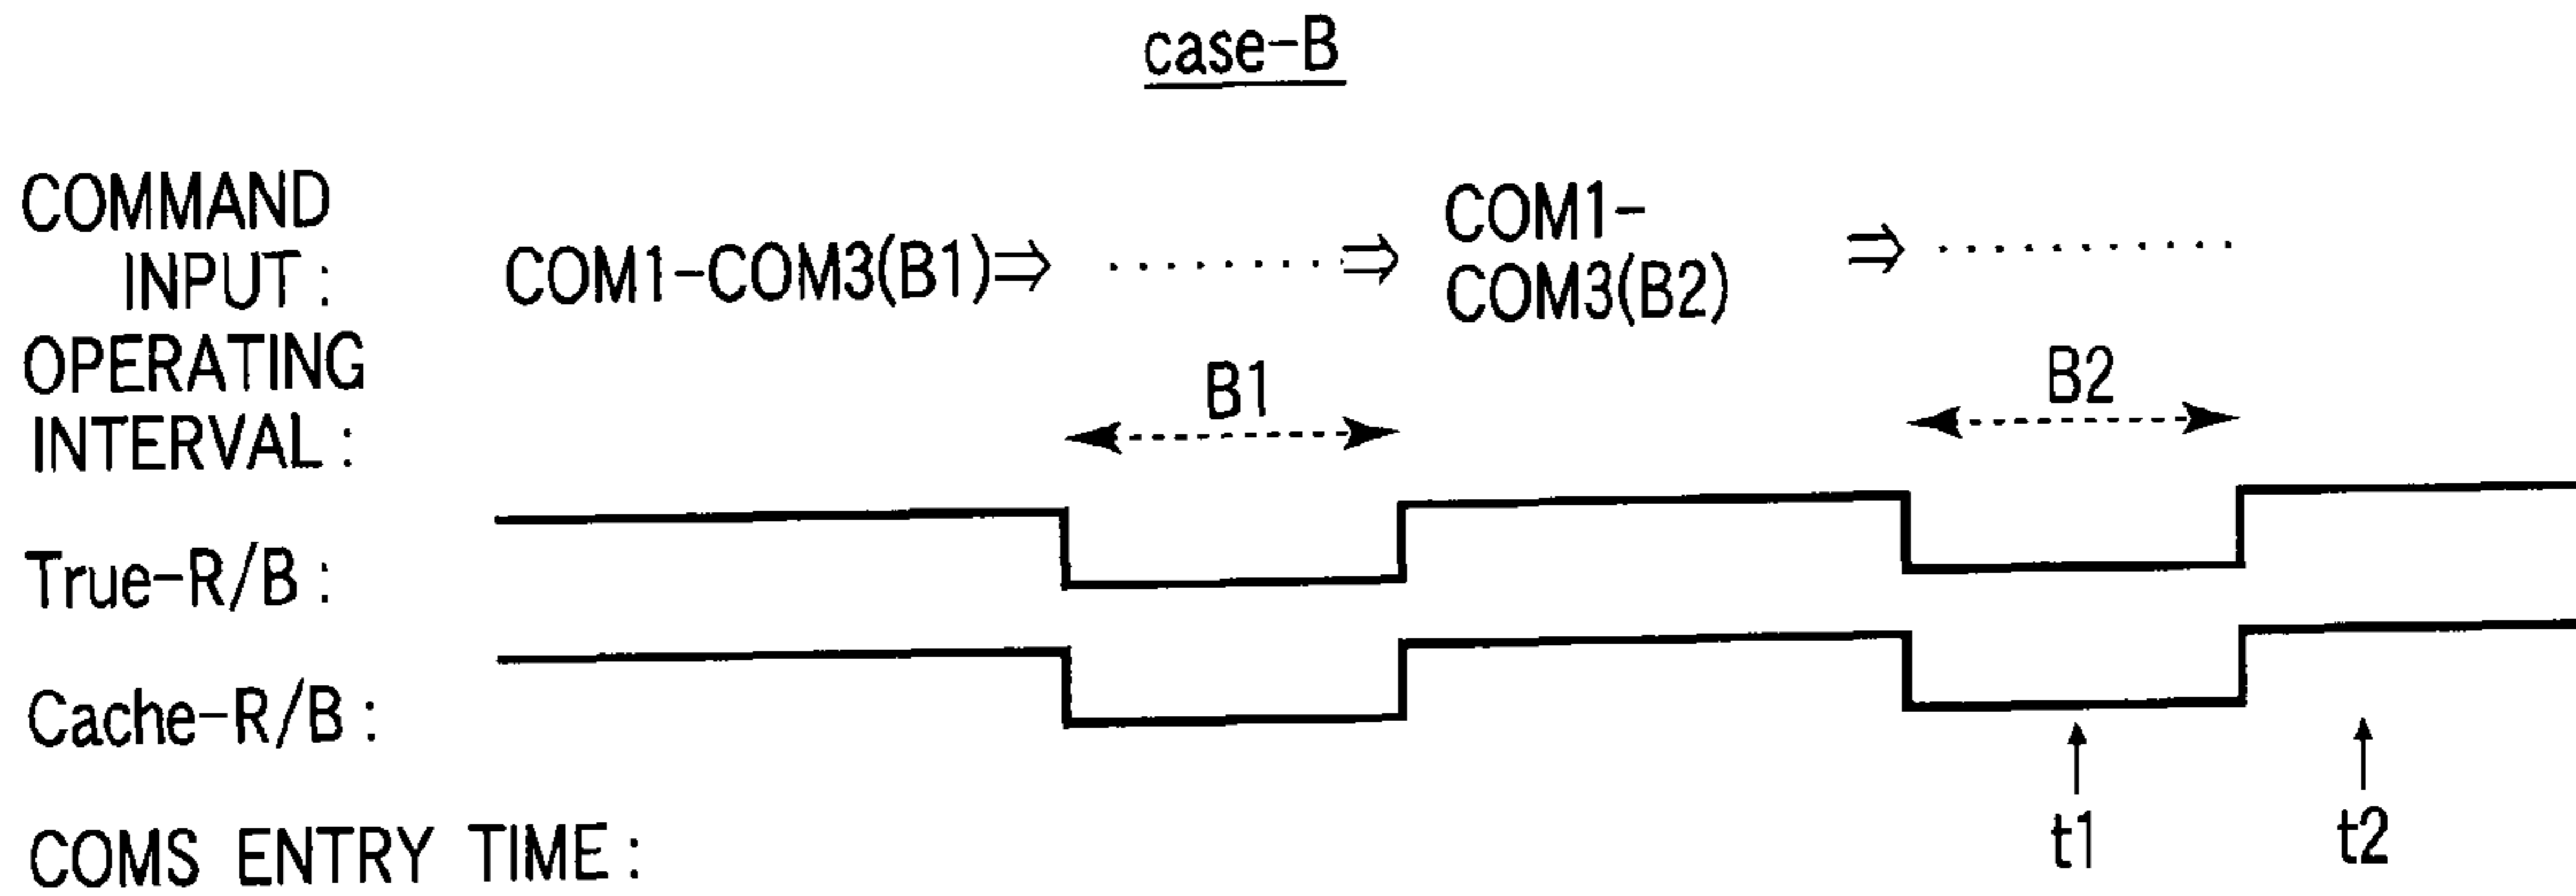 case-B
COMMAND
INPUT :
COM1-COM3(B1)⇒ ········⇒ COM1-
COM3(B2) ⇒ ···········
OPERATING
INTERVAL :
B1
B2
True-R/B :
Cache-R/B :
COMS ENTRY TIME :
t1
t2